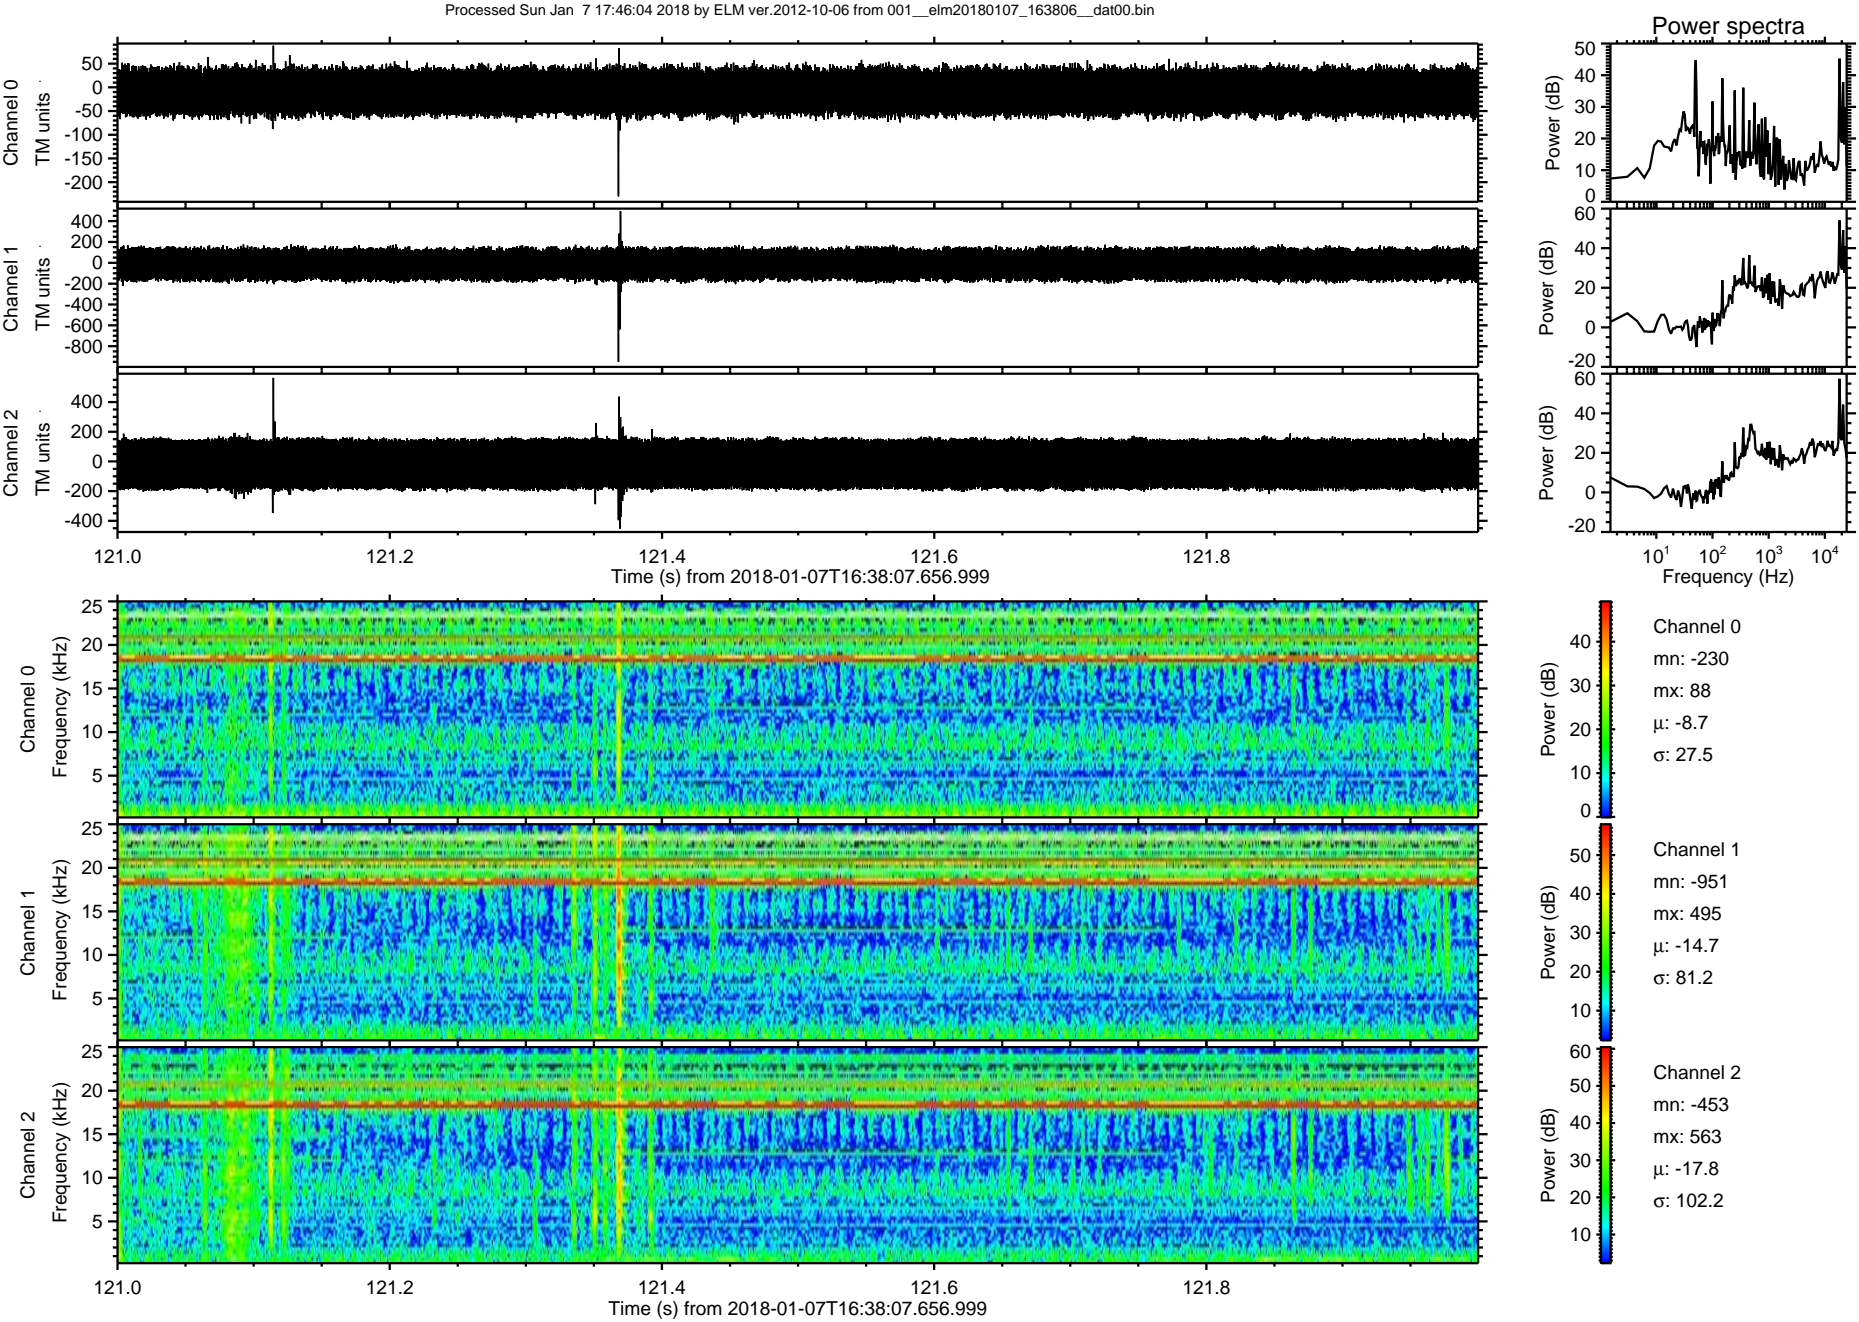 Processed Sun Jan 7 17:46:04 2018 by ELM ver.2012-10-06 from 001__elm20180107_163806__dat00.bin
Power spectra
Channel 0
TM units
50
0
-50
-100
-150
-200
Power (dB)
50
40
30
20
10
0
Channel 1
TM units
400
200
0
-200
-400
-600
-800
Power (dB)
60
40
20
0
-20
Channel 2
TM units
400
200
0
-200
-400
Power (dB)
60
40
20
0
-20
121.0 121.2 121.4 121.6 121.8
Time (s) from 2018-01-07T16:38:07.656.999
10¹ 10² 10³ 10⁴
Frequency (Hz)
Channel 0
Frequency (kHz)
25
20
15
10
5
Power (dB)
40
30
20
10
0
Channel 0
mn: -230
mx: 88
μ: -8.7
σ: 27.5
Channel 1
Frequency (kHz)
25
20
15
10
5
Power (dB)
50
40
30
20
10
Channel 1
mn: -951
mx: 495
μ: -14.7
σ: 81.2
Channel 2
Frequency (kHz)
25
20
15
10
5
Power (dB)
60
50
40
30
20
10
Channel 2
mn: -453
mx: 563
μ: -17.8
σ: 102.2
121.0 121.2 121.4 121.6 121.8
Time (s) from 2018-01-07T16:38:07.656.999